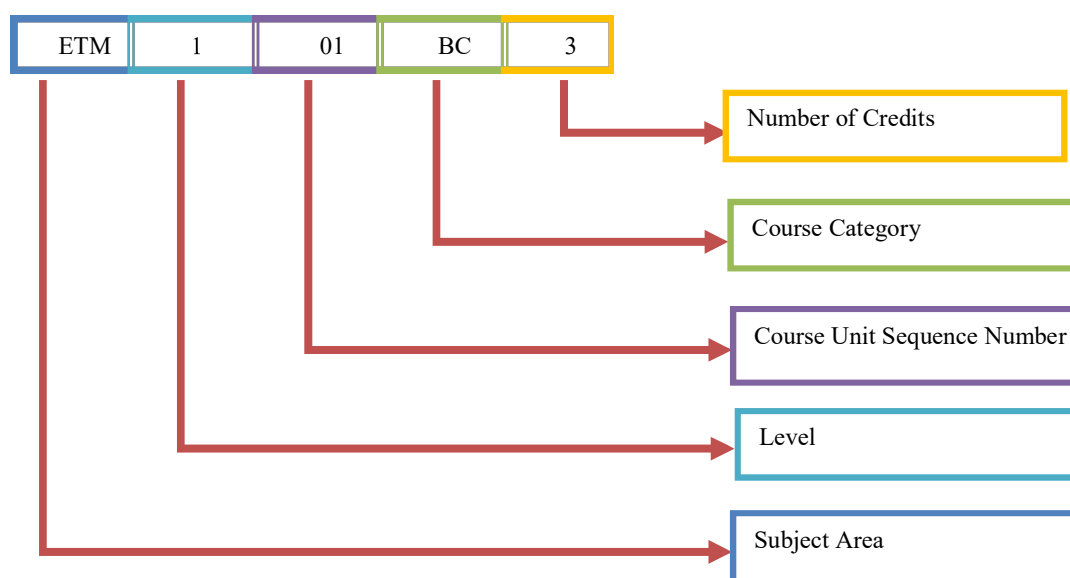 ETM 1 01 BC 3
Number of Credits
Course Category
Course Unit Sequence Number
Level
Subject Area